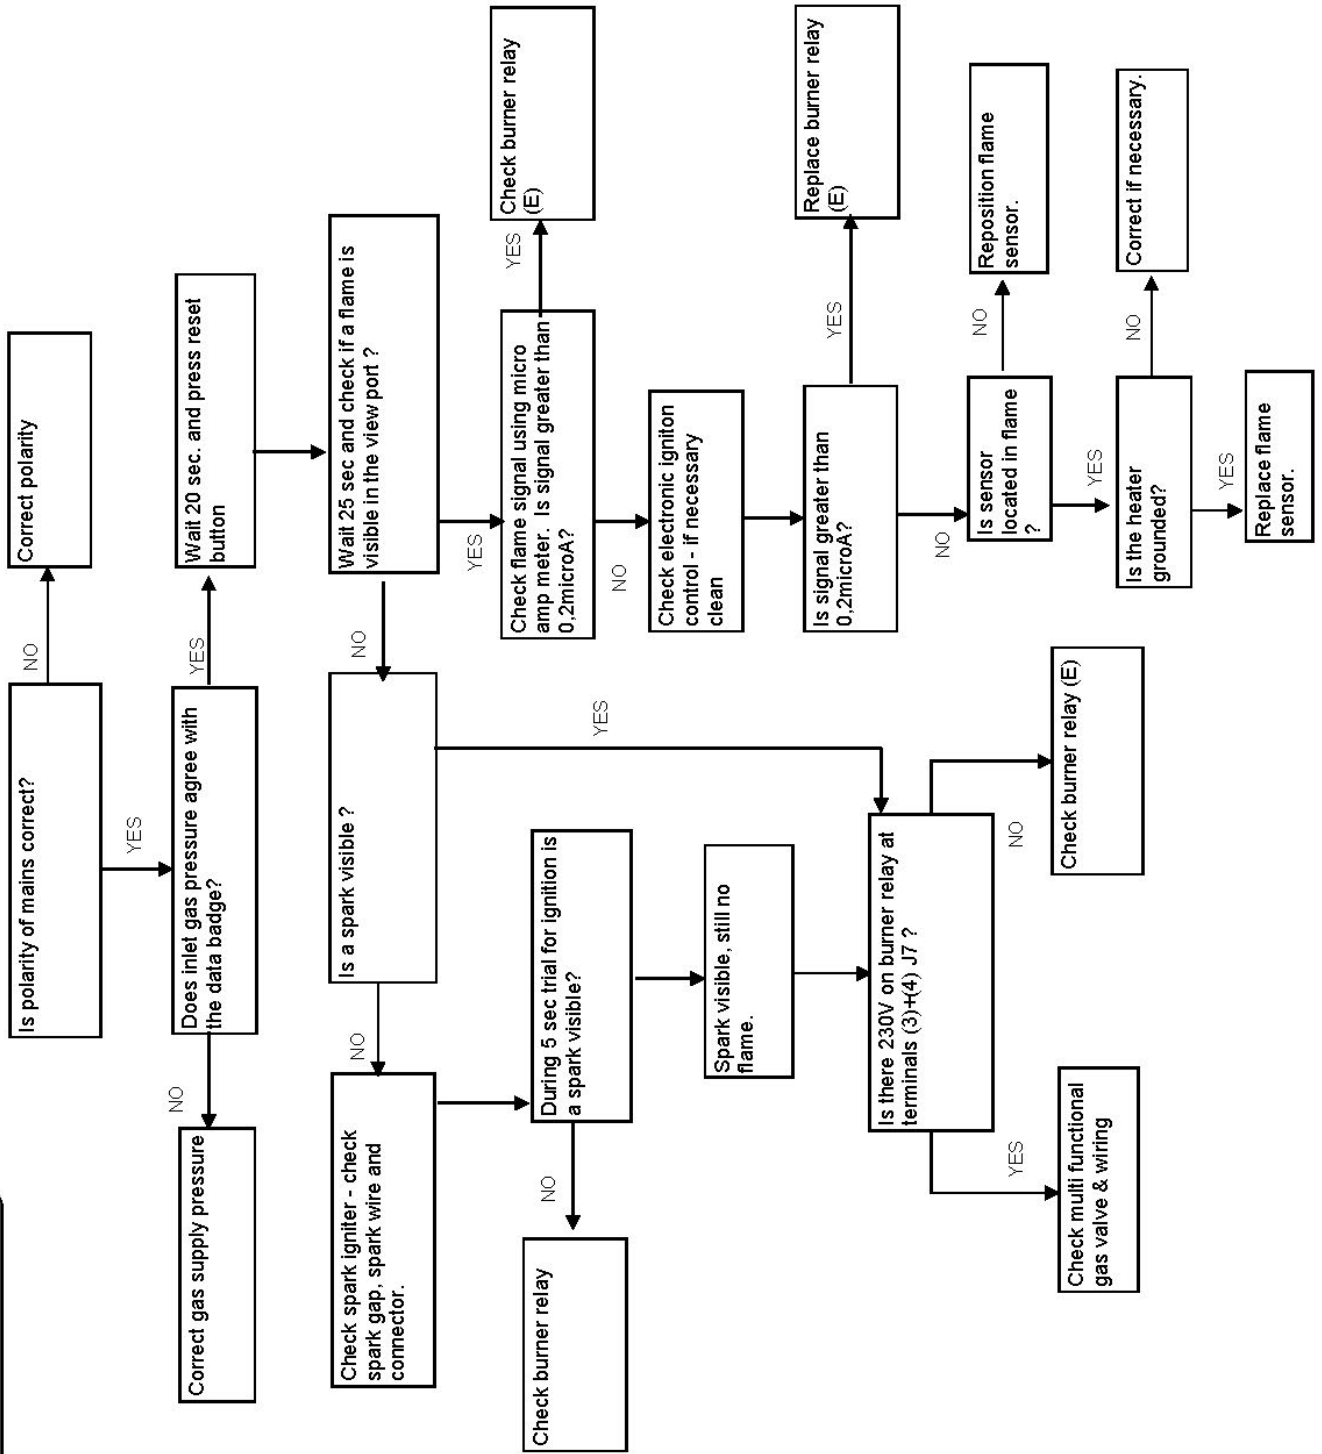 Is polarity of mains correct?
NO
Correct polarity
YES
Does inlet gas pressure agree with
the data badge?
NO
Correct gas supply pressure
YES
Wait 20 sec. and press reset
button
Wait 25 sec and check if a flame is
visible in the view port ?
NO
Is a spark visible ?
NO
Check spark igniter - check
spark gap, spark wire and
connector.
YES
YES
Check flame signal using micro
amp meter. Is signal greater than
0,2microA?
YES
Check burner relay
(E)
NO
Check electronic igniton
control - if necessary
clean
During 5 sec trial for ignition is
a spark visible?
NO
Check burner relay
Spark visible, still no
flame.
Is signal greater than
0,2microA?
YES
Replace burner relay
(E)
NO
Is there 230V on burner relay at
terminals (3)+(4) J7 ?
YES
Check multi functional
gas valve & wiring
NO
Check burner relay (E)
Is sensor
located in flame
?
NO
Reposition flame
sensor.
YES
Is the heater
grounded?
NO
Correct if necessary.
YES
Replace flame
sensor.